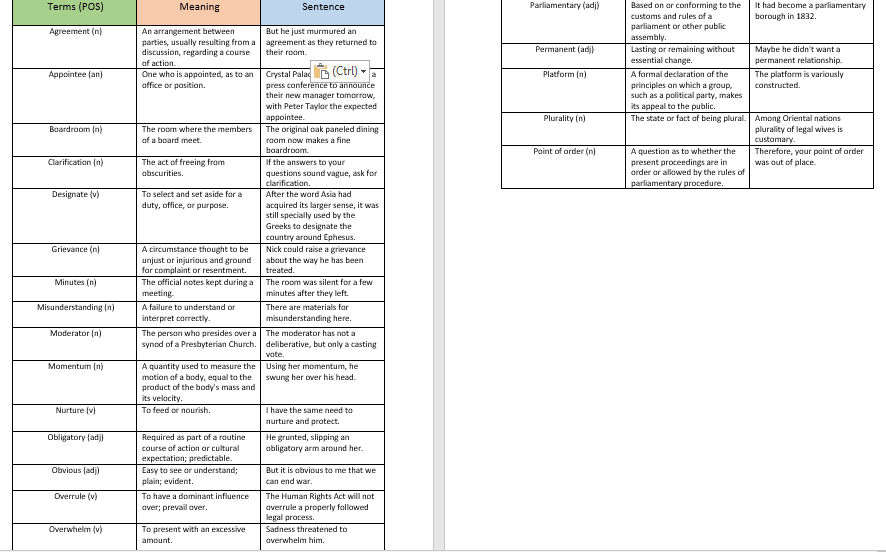 Terms (POS) Meaning Sentence
Agreement (n)
An arrangement between
parties, usually resulting from a
discussion, regarding a course
of action.
But he just murmured an
agreement as they returned to
their room.
Appointee (an)
One who is appointed, as to an
office or position.
Crystal a
press conference to announce
their new manager tomorrow,
with Peter Taylor the expected
appointee.
(Ctrl)
Boardroom (n)
The room where the members
of a board meet.
The original oak paneled dining
room now makes a fine
boardroom.
Clarification (n)
The act of freeing from
obscurities.
If the answers to your
questions sound vague, ask for
clarification.
Designate (v)
To select and set aside for a
duty, office, or purpose.
After the word Asia had
acquired its larger sense, it was
still specially used by the
Greeks to designate the
country around Ephesus.
Grievance (n)
A circumstance thought to be
unjust or injurious and ground
for complaint or resentment.
Nick could raise a grievance
about the way he has been
treated.
Minutes (n)
The official notes kept during a
meeting.
The room was silent for a few
minutes after they left.
Misunderstanding (n)
A failure to understand or
interpret correctly.
There are materials for
misunderstanding here.
Moderator (n)
The person who presides over a
synod of a Presbyterian Church.
The moderator has not a
deliberative, but only a casting
vote.
Momentum (n)
A quantity used to measure the
motion of a body, equal to the
product of the body's mass and
its velocity.
Using her momentum, he
swung her over his head.
Nurture (v)
To feed or nourish.
I have the same need to
nurture and protect.
Obligatory (adj)
Required as part of a routine
course of action or cultural
expectation; predictable.
He grunted, slipping an
obligatory arm around her.
Obvious (adj)
Easy to see or understand;
plain; evident.
But it is obvious to me that we
can end war.
Overrule (v)
To have a dominant influence
over; prevail over.
The Human Rights Act will not
overrule a properly followed
legal process.
Overwhelm (v)
To present with an excessive
amount.
Sadness threatened to
overwhelm him.
Parliamentary (adj)
Based on or conforming to the
customs and rules of a
parliament or other public
assembly.
It had become a parliamentary
borough in 1832.
Permanent (adj)
Lasting or remaining without
essential change.
Maybe he didn't want a
permanent relationship.
Platform (n)
A formal declaration of the
principles on which a group,
such as a political party, makes
its appeal to the public.
The platform is variously
constructed.
Plurality (n)
The state or fact of being plural.
Among Oriental nations
plurality of legal wives is
customary.
Point of order (n)
A question as to whether the
present proceedings are in
order or allowed by the rules of
parliamentary procedure.
Therefore, your point of order
was out of place.